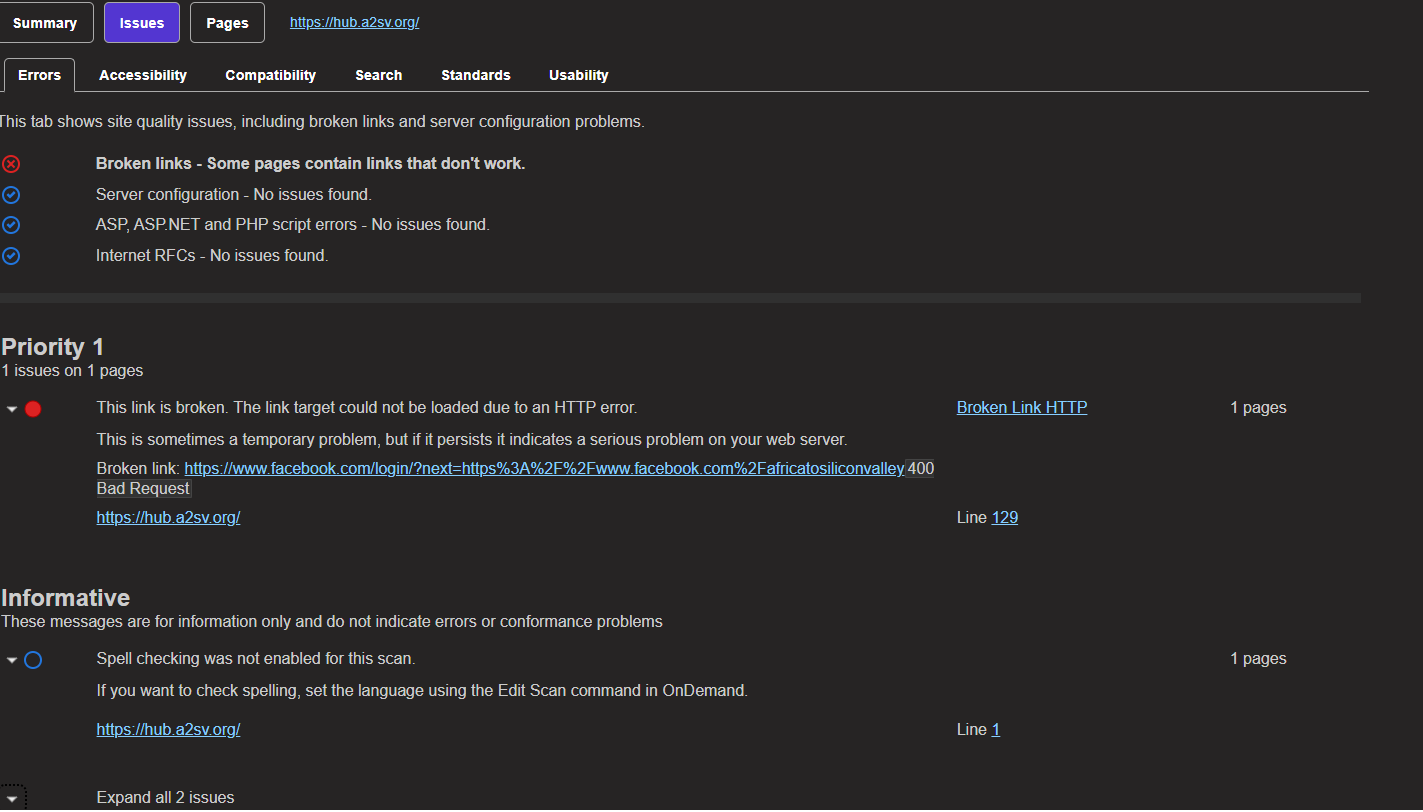 Summary Issues Pages https://hub.a2sv.org/
Errors Accessibility Compatibility Search Standards Usability
This tab shows site quality issues, including broken links and server configuration problems.
Broken links - Some pages contain links that don't work.
Server configuration - No issues found.
ASP, ASP.NET and PHP script errors - No issues found.
Internet RFCs - No issues found.
Priority 1
1 issues on 1 pages
This link is broken. The link target could not be loaded due to an HTTP error. Broken Link HTTP 1 pages
This is sometimes a temporary problem, but if it persists it indicates a serious problem on your web server.
Broken link: https://www.facebook.com/login/?next=https%3A%2F%2Fwww.facebook.com%2Fafricatosiliconvalley 400
Bad Request
https://hub.a2sv.org/ Line 129
Informative
These messages are for information only and do not indicate errors or conformance problems
Spell checking was not enabled for this scan. 1 pages
If you want to check spelling, set the language using the Edit Scan command in OnDemand.
https://hub.a2sv.org/ Line 1
Expand all 2 issues